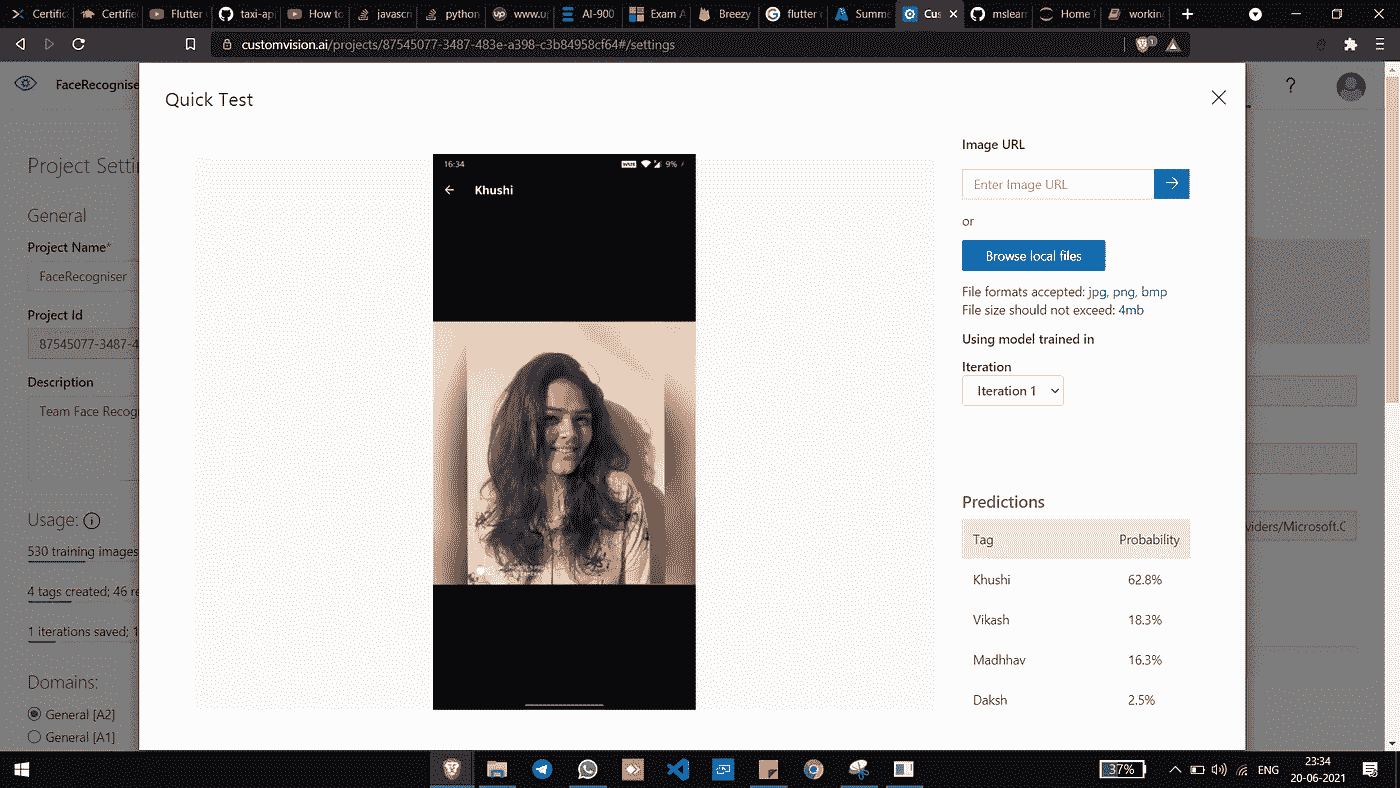 Certific
Certified
Flutter
taxi-ap
How to
javascri
python
www.up
AI-900
Exam A
Breezy
flutter
Summe
Cus
mslearn
Home
workin
customvision.ai/projects/87545077-3487-483e-a398-c3b84958cf64#/settings
FaceRecognise
Quick Test
Project Settin
General
Project Name*
FaceRecogniser
Project Id
87545077-3487-4
Description
Team Face Recog
Usage:
530 training images
4 tags created; 46 re
1 iterations saved; 1
Domains:
General [A2]
General [A1]
16:34
9%
Khushi
Image URL
Enter Image URL
or
Browse local files
File formats accepted: jpg, png, bmp
File size should not exceed: 4mb
Using model trained in
Iteration
Iteration 1
Predictions
Tag Probability
Khushi 62.8%
Vikash 18.3%
Madhhav 16.3%
Daksh 2.5%
viders/Microsoft.C
37%
ENG
23:34
20-06-2021